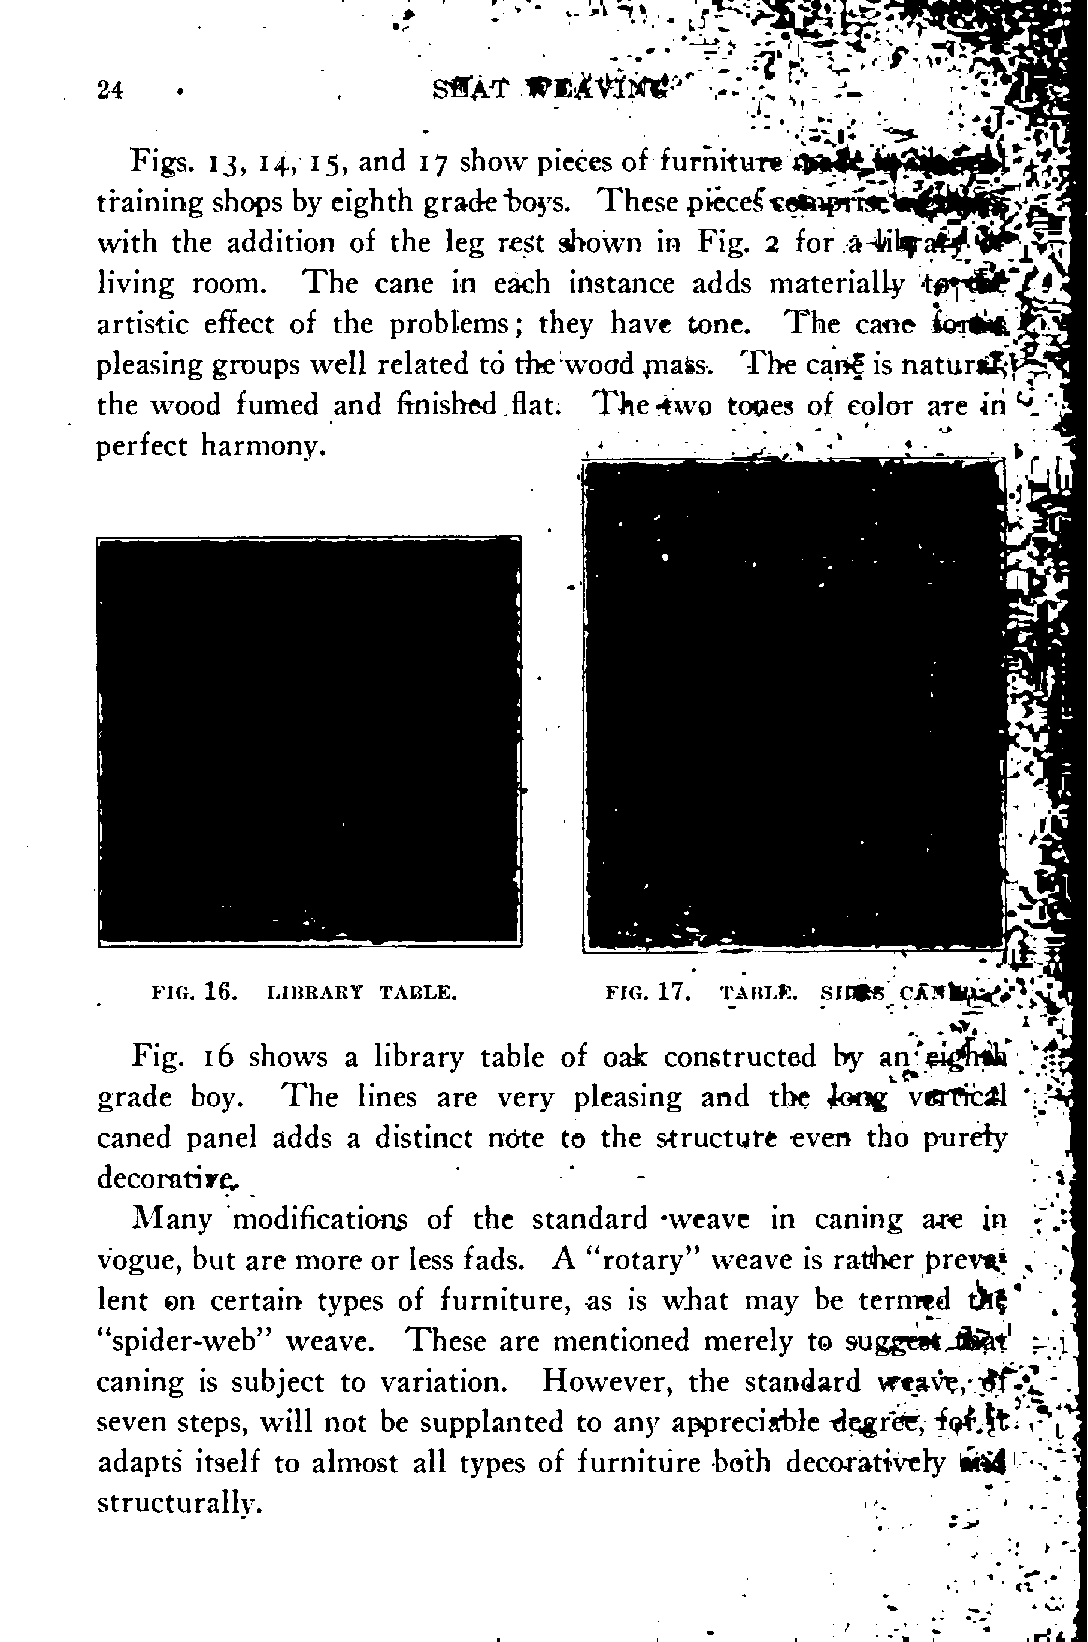 24 SEAT WEAVING
Figs. 13, 14, 15, and 17 show pieces of furniture
training shops by eighth grade boys. These pieces
with the addition of the leg rest shown in Fig. 2 for a library or
living room. The cane in each instance adds materially to the
artistic effect of the problems; they have tone. The cane forms
pleasing groups well related to the wood mass. The cane is natural;
the wood fumed and finished flat. The two tones of color are in
perfect harmony.
FIG. 16. LIBRARY TABLE.
FIG. 17. TABLE. SIDES CANED.
Fig. 16 shows a library table of oak constructed by an eighth
grade boy. The lines are very pleasing and the long vertical
caned panel adds a distinct note to the structure even tho purely
decorative.
Many modifications of the standard weave in caning are in
vogue, but are more or less fads. A "rotary" weave is rather preva-
lent on certain types of furniture, as is what may be termed the
"spider-web" weave. These are mentioned merely to suggest that
caning is subject to variation. However, the standard weave, of
seven steps, will not be supplanted to any appreciable degree, for it
adapts itself to almost all types of furniture both decoratively and
structurally.